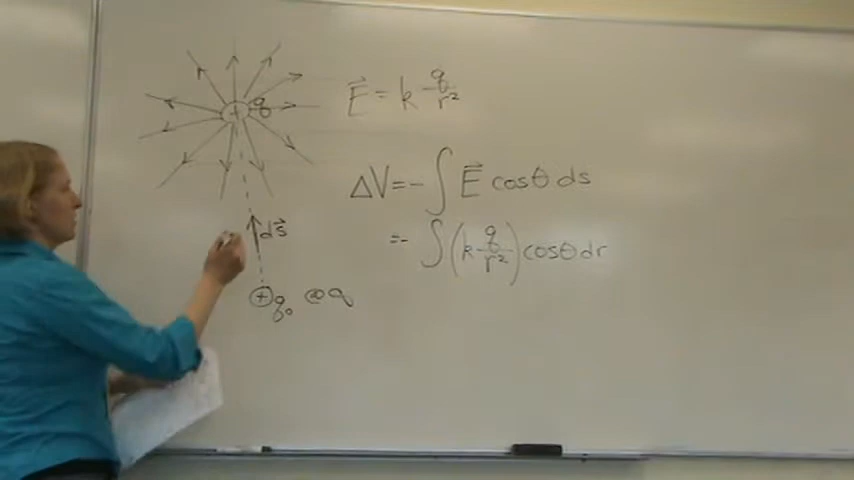 + q
E⃗ = k q/r²
ΔV = - ∫ E⃗ cosθ ds
= - ∫ (k q/r²) cosθ dr
ds⃗
+ q₀ @ ∞